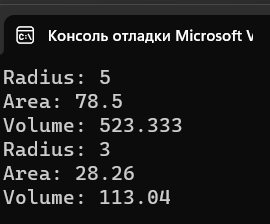 Консоль отладки Microsoft V
Radius: 5
Area: 78.5
Volume: 523.333
Radius: 3
Area: 28.26
Volume: 113.04